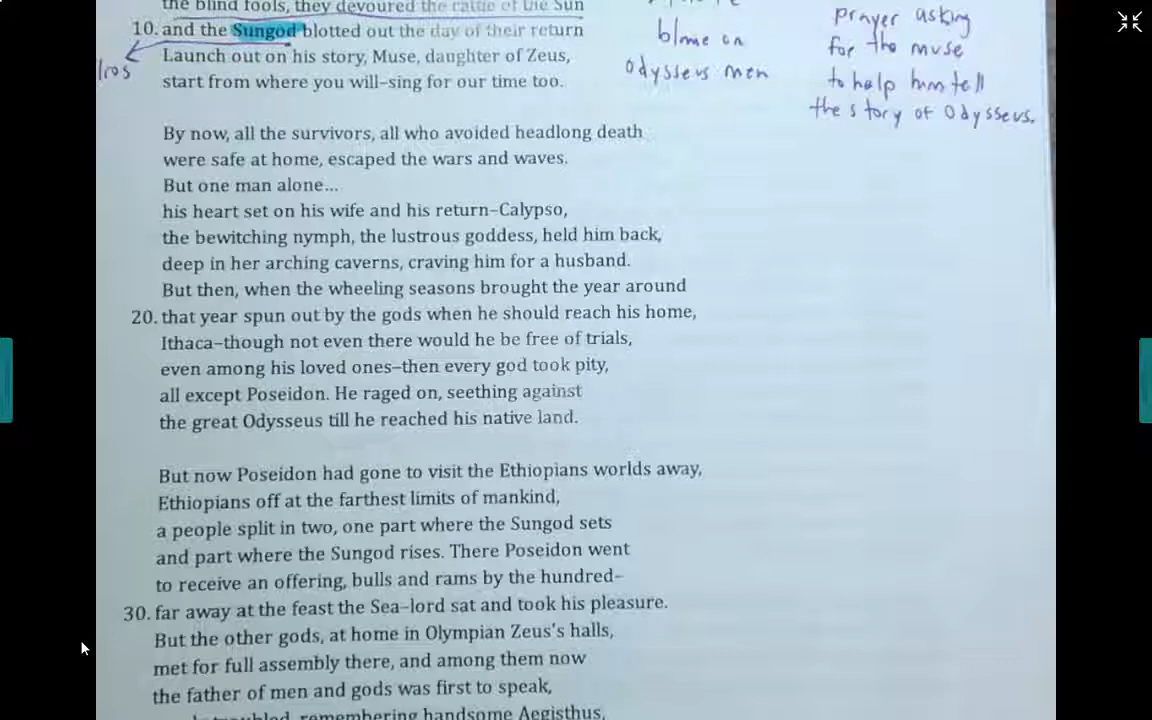 the blind fools, they devoured the cattle of the Sun
10. and the Sungod blotted out the day of their return
Launch out on his story, Muse, daughter of Zeus,
start from where you will–sing for our time too.
blame on
Odysseus men
prayer asking
for the muse
to help him tell
the story of Odysseus.
By now, all the survivors, all who avoided headlong death
were safe at home, escaped the wars and waves.
But one man alone...
his heart set on his wife and his return–Calypso,
the bewitching nymph, the lustrous goddess, held him back,
deep in her arching caverns, craving him for a husband.
But then, when the wheeling seasons brought the year around
20. that year spun out by the gods when he should reach his home,
Ithaca–though not even there would he be free of trials,
even among his loved ones–then every god took pity,
all except Poseidon. He raged on, seething against
the great Odysseus till he reached his native land.
But now Poseidon had gone to visit the Ethiopians worlds away,
Ethiopians off at the farthest limits of mankind,
a people split in two, one part where the Sungod sets
and part where the Sungod rises. There Poseidon went
to receive an offering, bulls and rams by the hundred–
30. far away at the feast the Sea–lord sat and took his pleasure.
But the other gods, at home in Olympian Zeus's halls,
met for full assembly there, and among them now
the father of men and gods was first to speak,
remembering handsome Aegisthus,